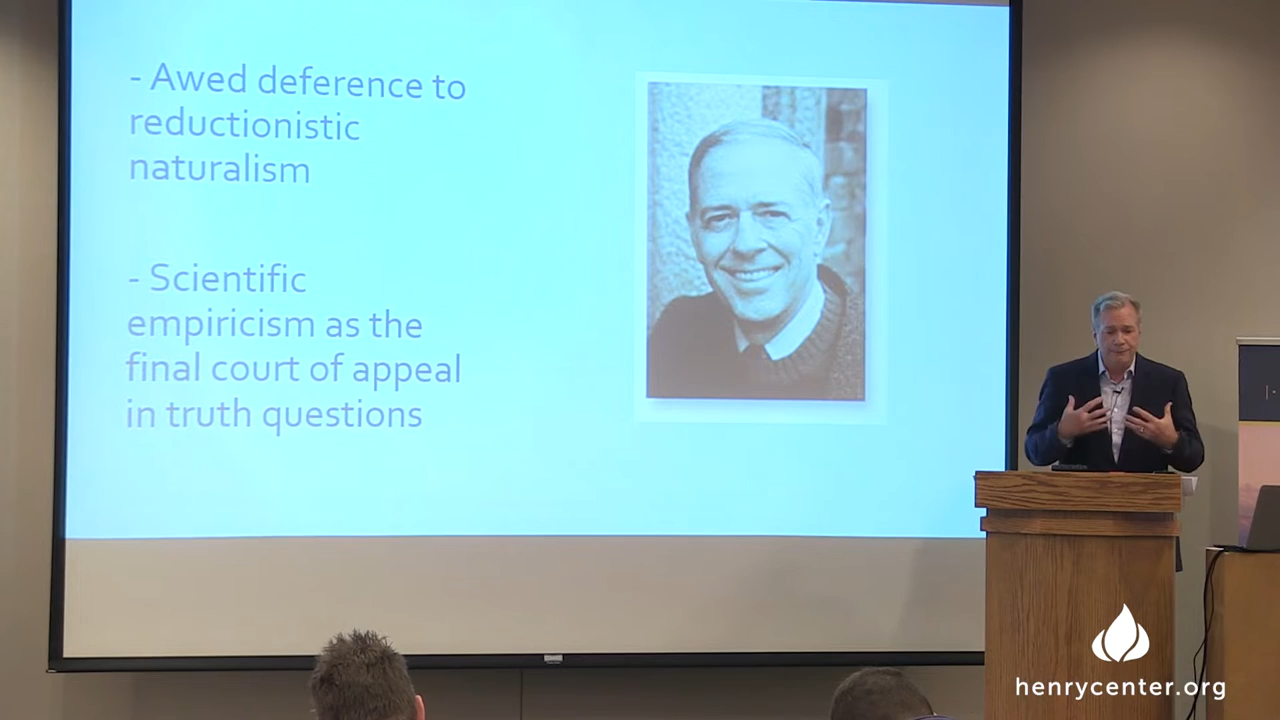 - Awed deference to
reductionistic
naturalism
- Scientific
empiricism as the
final court of appeal
in truth questions
henrycenter.org